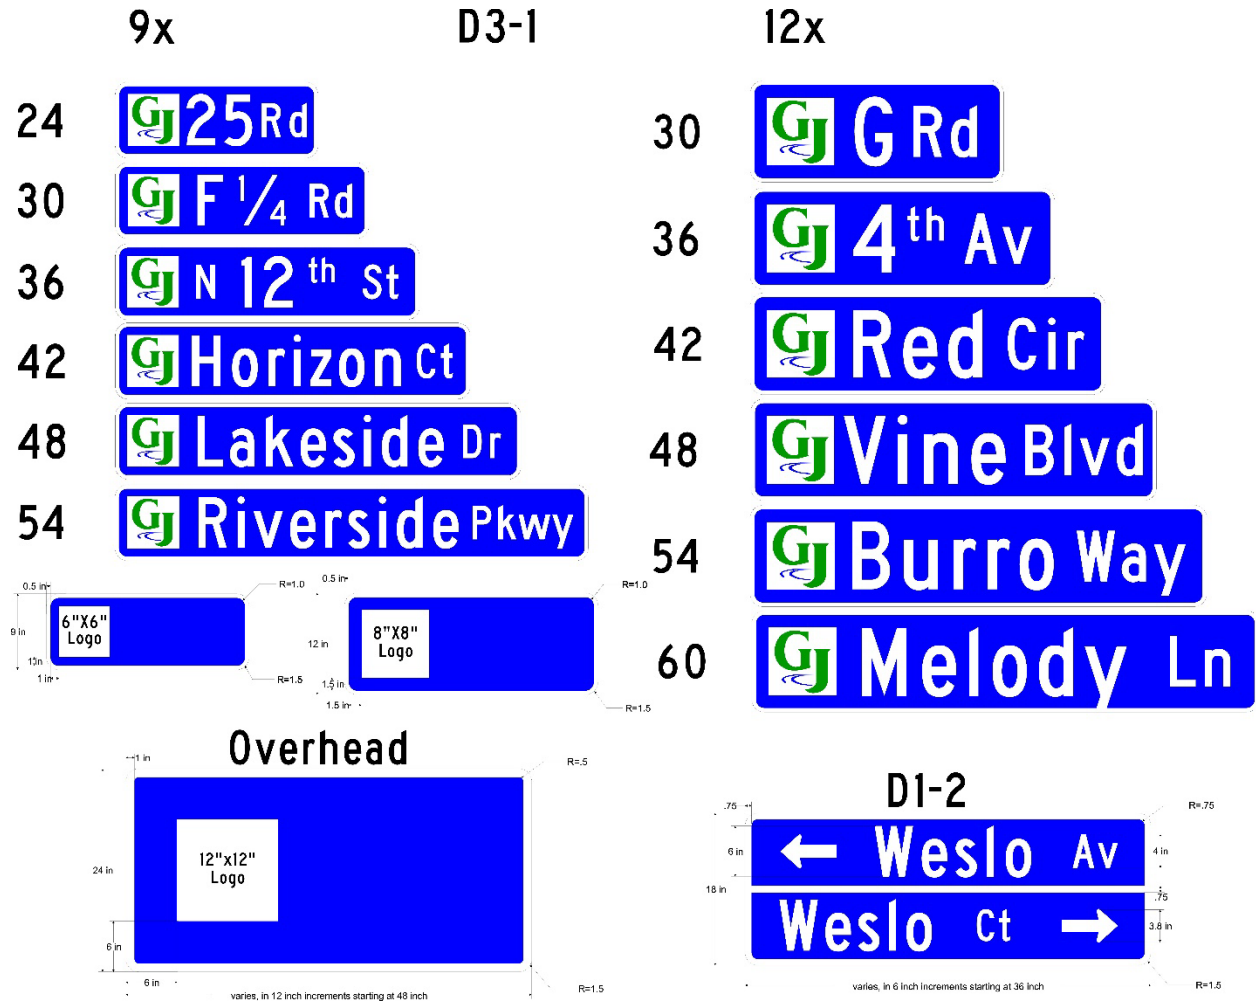 9x
D3-1
12x
24
GJ 25 Rd
30
GJ F 1/4 Rd
36
GJ N 12th St
42
GJ Horizon Ct
48
GJ Lakeside Dr
54
GJ Riverside Pkwy
30
GJ G Rd
36
GJ 4th Av
42
GJ Red Cir
48
GJ Vine Blvd
54
GJ Burro Way
60
GJ Melody Ln
0.5 in
R=1.0
9 in
6"X6"
Logo
1 in
R=1.5
0.5 in
R=1.0
12 in
8"X8"
Logo
1.5 in
1.5 in
R=1.5
Overhead
1 in
R=.5
24 in
12"x12"
Logo
6 in
6 in
R=1.5
varies, in 12 inch increments starting at 48 inch
D1-2
.75
R=.75
6 in
Weslo Av
4 in
18 in
.75
Weslo Ct
3.8 in
R=1.5
varies, in 6 inch increments starting at 36 inch